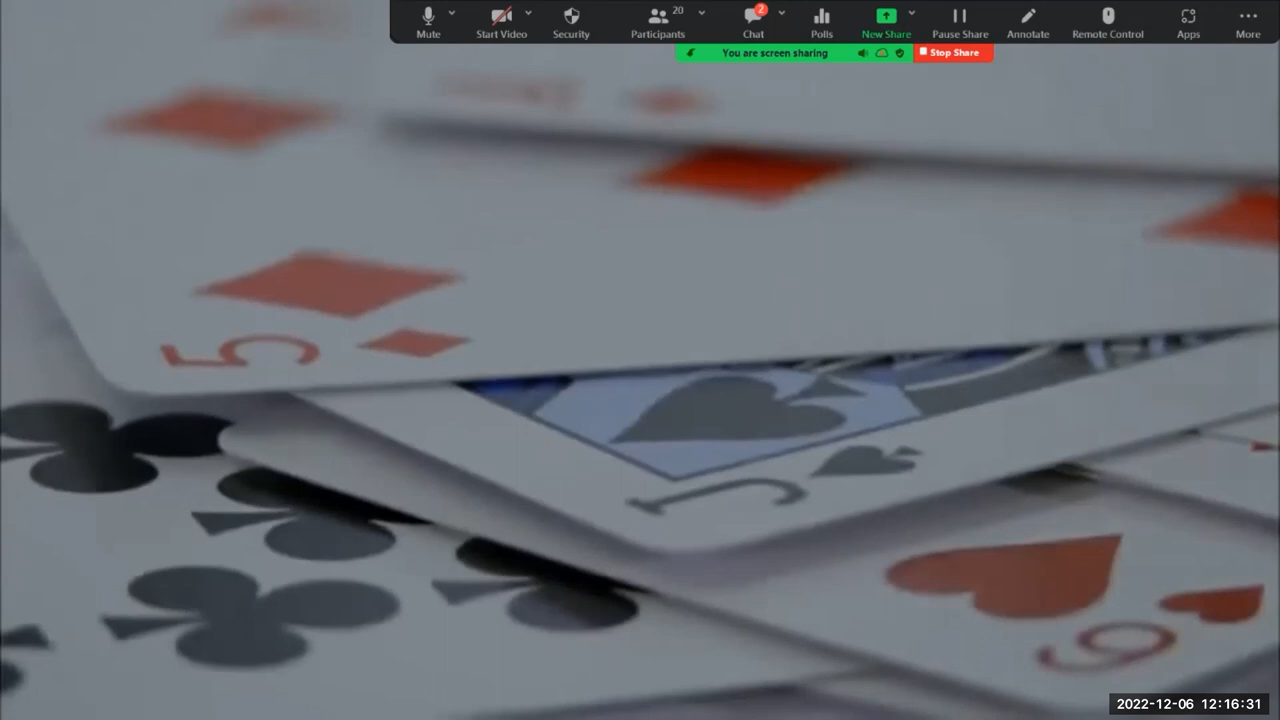 Mute
Start Video
Security
Participants
20
Chat
2
Polls
New Share
Pause Share
Annotate
Remote Control
Apps
More
You are screen sharing
Stop Share
5
J
9
2022-12-06 12:16:31